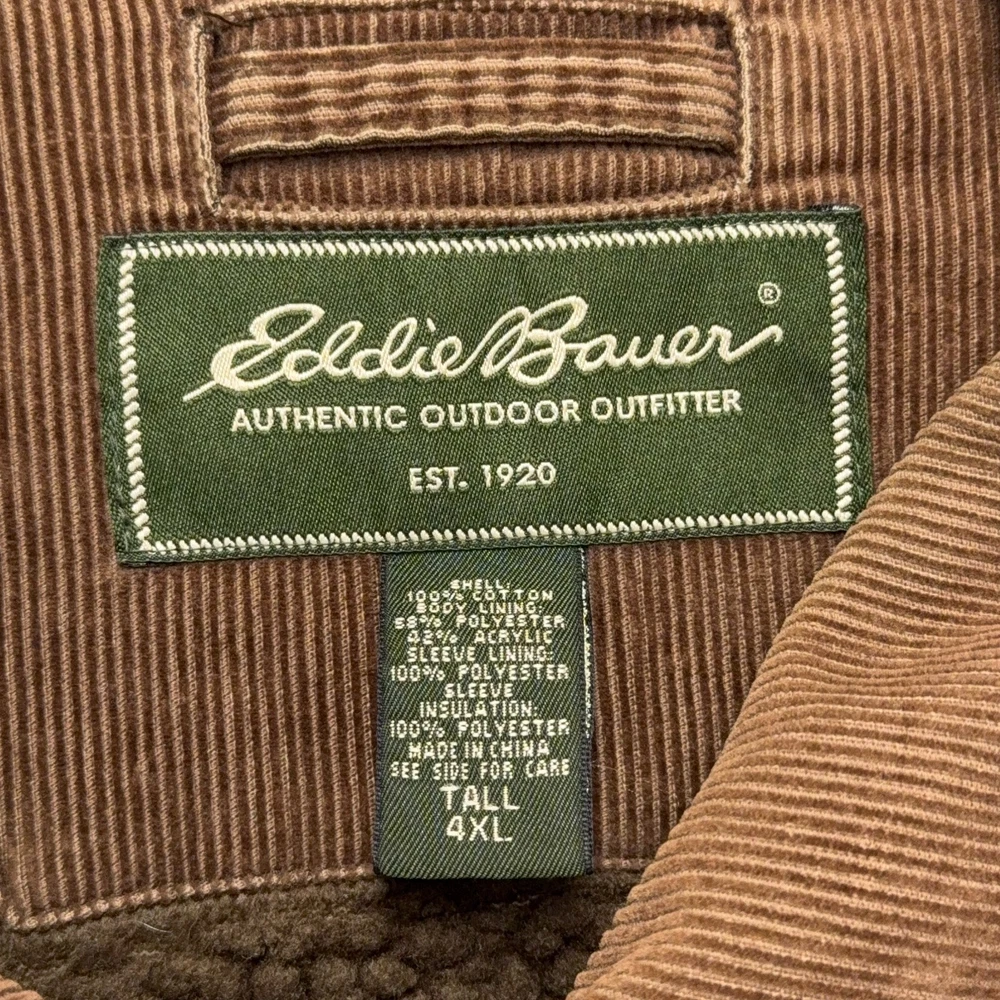 Eddie Bauer®
AUTHENTIC OUTDOOR OUTFITTER
EST. 1920
SHELL:
100% COTTON
BODY LINING:
58% POLYESTER
42% ACRYLIC
SLEEVE LINING:
100% POLYESTER
SLEEVE
INSULATION:
100% POLYESTER
MADE IN CHINA
SEE SIDE FOR CARE
TALL
4XL